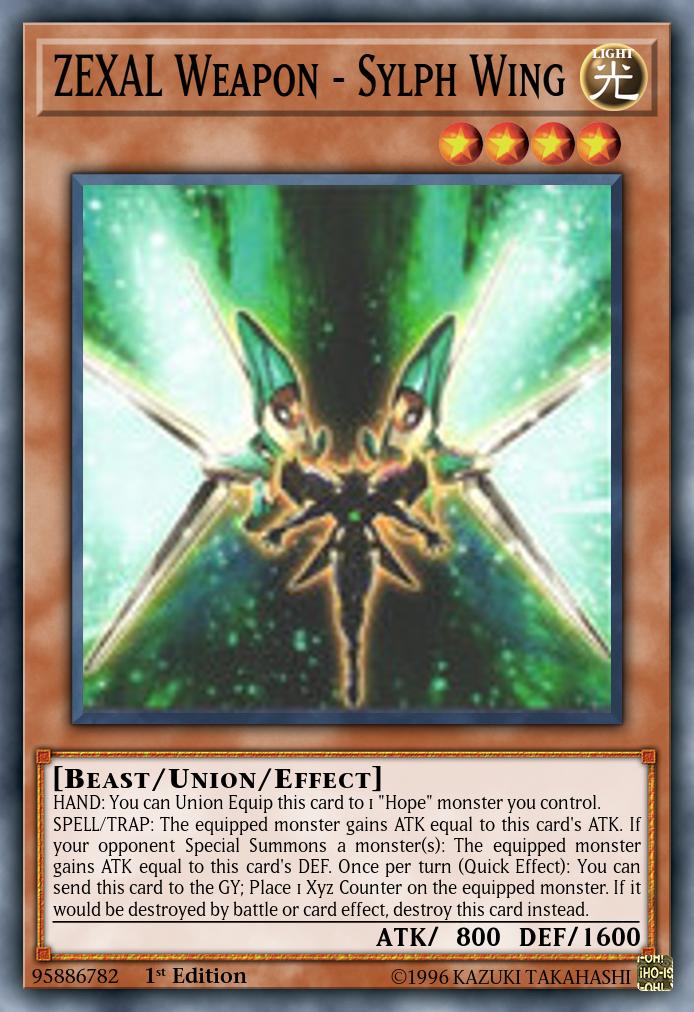 ZEXAL Weapon - Sylph Wing
LIGHT
光
[Beast/Union/Effect]
HAND: You can Union Equip this card to 1 "Hope" monster you control.
SPELL/TRAP: The equipped monster gains ATK equal to this card's ATK. If
your opponent Special Summons a monster(s): The equipped monster
gains ATK equal to this card's DEF. Once per turn (Quick Effect): You can
send this card to the GY; Place 1 Xyz Counter on the equipped monster. If it
would be destroyed by battle or card effect, destroy this card instead.
ATK/ 800 DEF/1600
95886782 1st Edition ©1996 KAZUKI TAKAHASHI